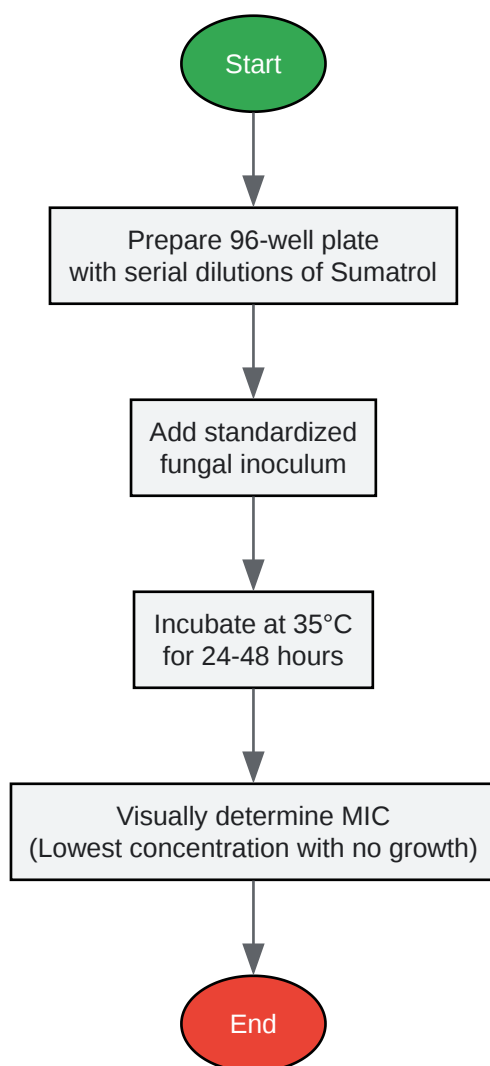 Start
Prepare 96-well plate
with serial dilutions of Sumatrol
Add standardized
fungal inoculum
Incubate at 35°C
for 24-48 hours
Visually determine MIC
(Lowest concentration with no growth)
End